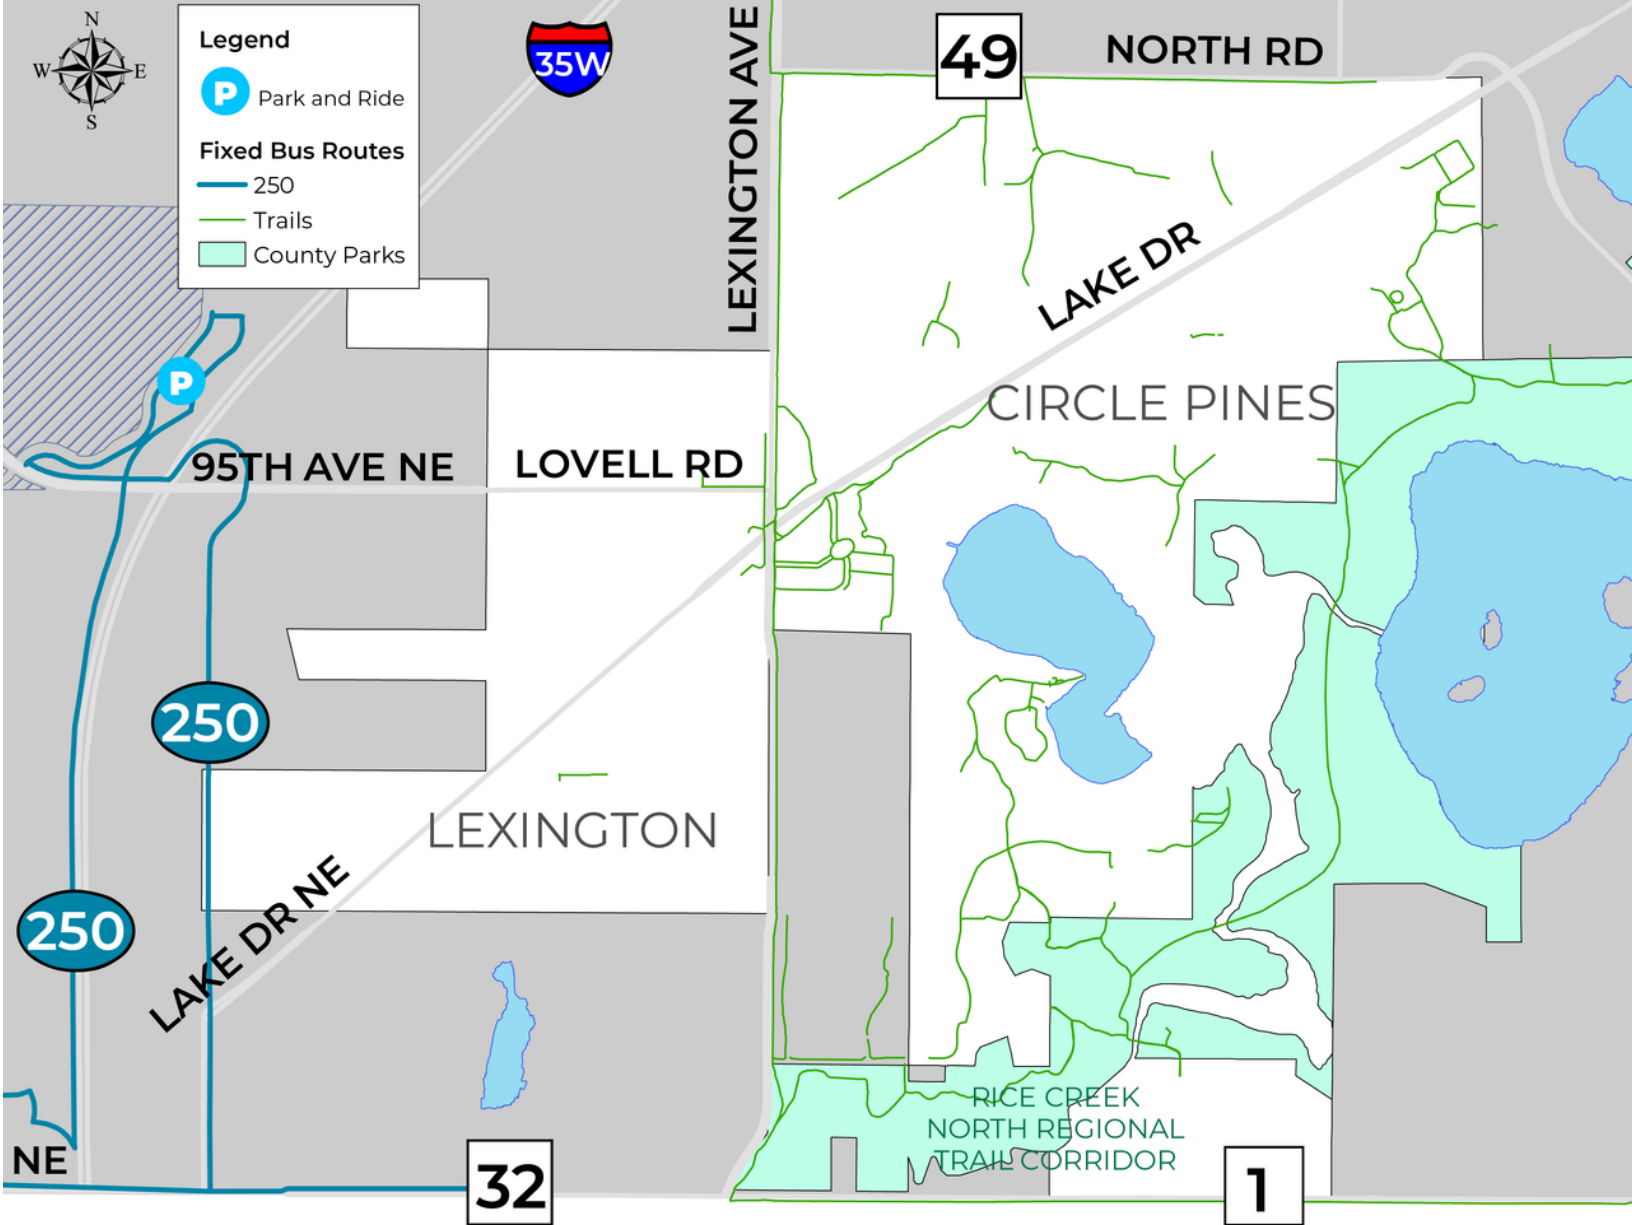 N
W
E
S
Legend
P
Park and Ride
Fixed Bus Routes
250
Trails
County Parks
35W
LEXINGTON AVE
49
NORTH RD
LAKE DR
CIRCLE PINES
P
95TH AVE NE
LOVELL RD
250
LEXINGTON
250
LAKE DR NE
RICE CREEK
NORTH REGIONAL
TRAIL CORRIDOR
NE
32
1